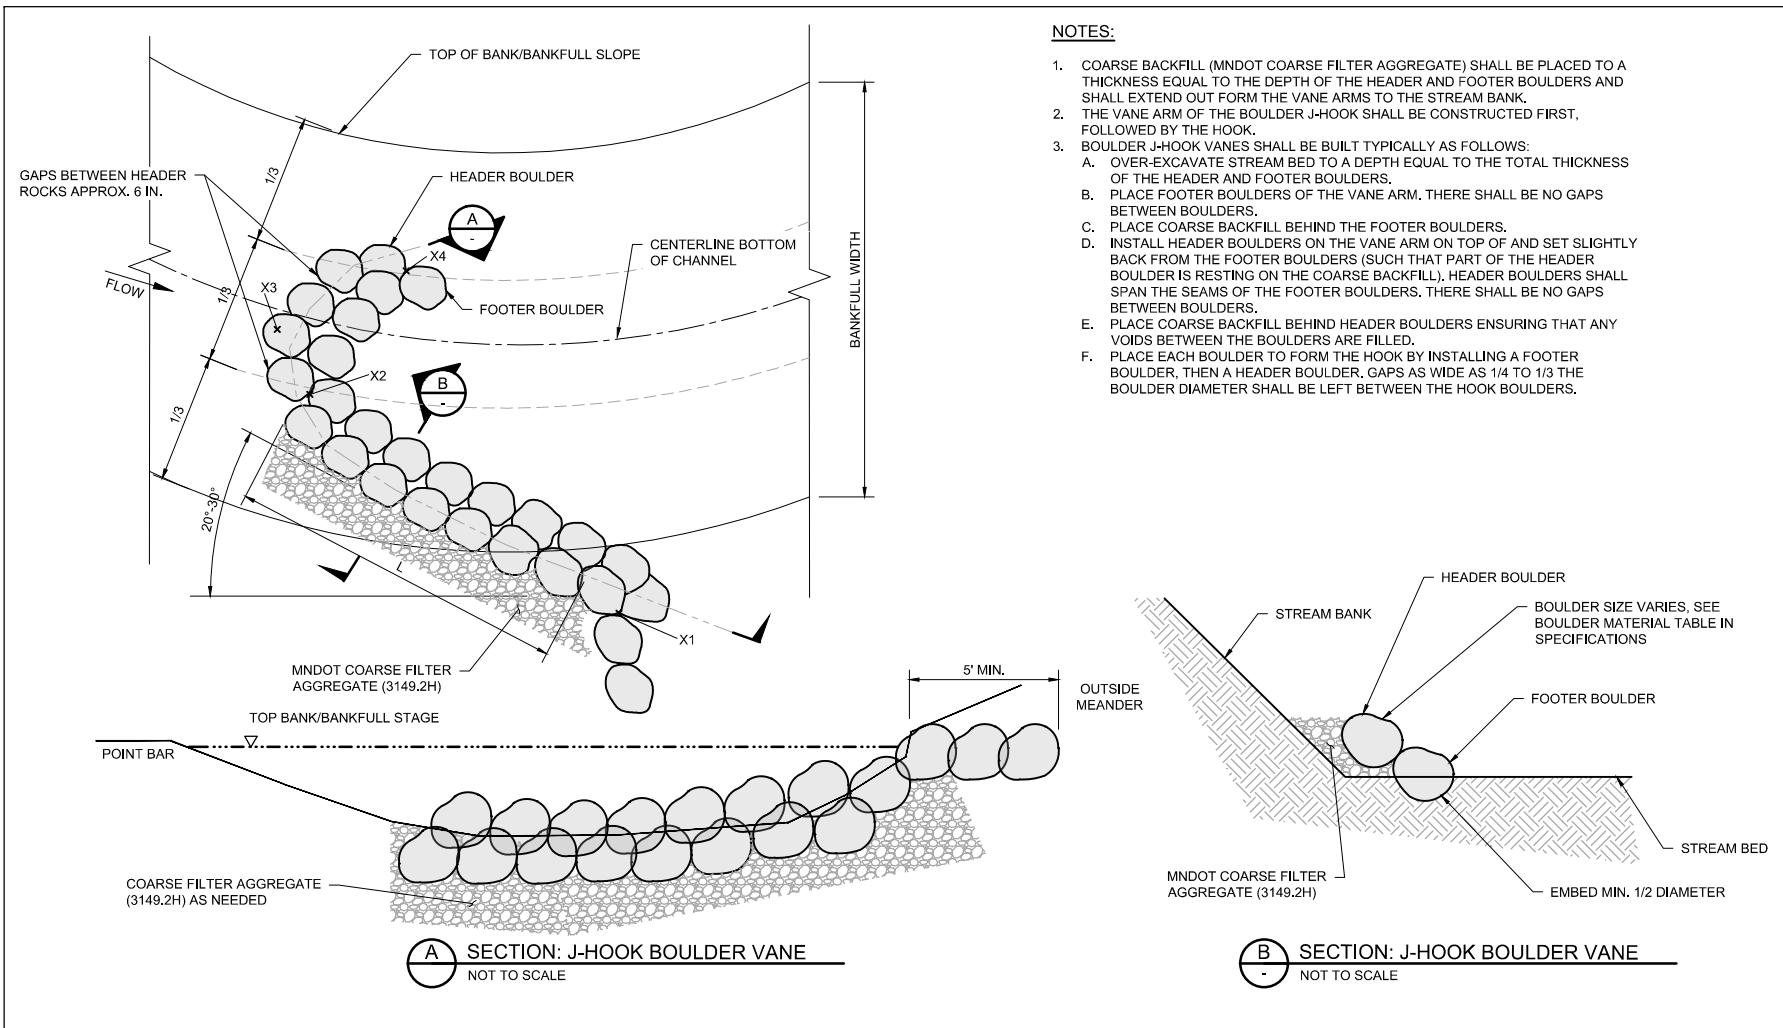 TOP OF BANK/BANKFULL SLOPE
GAPS BETWEEN HEADER
ROCKS APPROX. 6 IN.
1/3
HEADER BOULDER
A
-
X4
CENTERLINE BOTTOM
OF CHANNEL
FLOW
X3
1/3
FOOTER BOULDER
BANKFULL WIDTH
X2
B
-
1/3
20°-30°
L
X1
MNDOT COARSE FILTER
AGGREGATE (3149.2H)
NOTES:
1. COARSE BACKFILL (MNDOT COARSE FILTER AGGREGATE) SHALL BE PLACED TO A
THICKNESS EQUAL TO THE DEPTH OF THE HEADER AND FOOTER BOULDERS AND
SHALL EXTEND OUT FORM THE VANE ARMS TO THE STREAM BANK.
2. THE VANE ARM OF THE BOULDER J-HOOK SHALL BE CONSTRUCTED FIRST,
FOLLOWED BY THE HOOK.
3. BOULDER J-HOOK VANES SHALL BE BUILT TYPICALLY AS FOLLOWS:
A. OVER-EXCAVATE STREAM BED TO A DEPTH EQUAL TO THE TOTAL THICKNESS
OF THE HEADER AND FOOTER BOULDERS.
B. PLACE FOOTER BOULDERS OF THE VANE ARM. THERE SHALL BE NO GAPS
BETWEEN BOULDERS.
C. PLACE COARSE BACKFILL BEHIND THE FOOTER BOULDERS.
D. INSTALL HEADER BOULDERS ON THE VANE ARM ON TOP OF AND SET SLIGHTLY
BACK FROM THE FOOTER BOULDERS (SUCH THAT PART OF THE HEADER
BOULDER IS RESTING ON THE COARSE BACKFILL). HEADER BOULDERS SHALL
SPAN THE SEAMS OF THE FOOTER BOULDERS. THERE SHALL BE NO GAPS
BETWEEN BOULDERS.
E. PLACE COARSE BACKFILL BEHIND HEADER BOULDERS ENSURING THAT ANY
VOIDS BETWEEN THE BOULDERS ARE FILLED.
F. PLACE EACH BOULDER TO FORM THE HOOK BY INSTALLING A FOOTER
BOULDER, THEN A HEADER BOULDER. GAPS AS WIDE AS 1/4 TO 1/3 THE
BOULDER DIAMETER SHALL BE LEFT BETWEEN THE HOOK BOULDERS.
TOP BANK/BANKFULL STAGE
POINT BAR
5' MIN.
OUTSIDE
MEANDER
COARSE FILTER AGGREGATE
(3149.2H) AS NEEDED
A
-
SECTION: J-HOOK BOULDER VANE
NOT TO SCALE
HEADER BOULDER
STREAM BANK
BOULDER SIZE VARIES, SEE
BOULDER MATERIAL TABLE IN
SPECIFICATIONS
FOOTER BOULDER
STREAM BED
MNDOT COARSE FILTER
AGGREGATE (3149.2H)
EMBED MIN. 1/2 DIAMETER
B
-
SECTION: J-HOOK BOULDER VANE
NOT TO SCALE